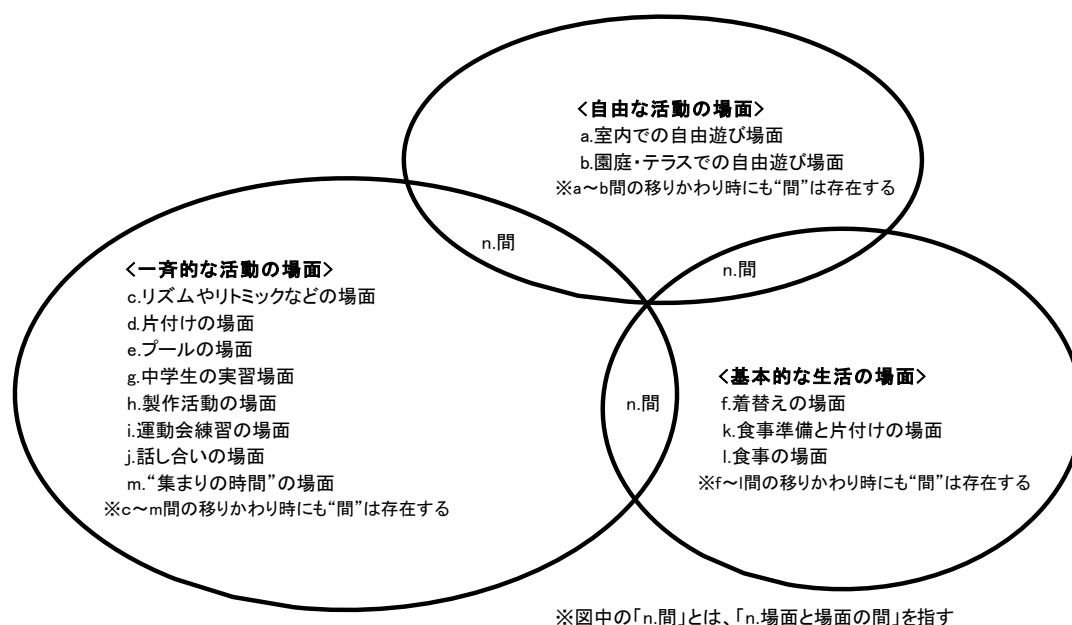 <自由な活動の場面>
a.室内での自由遊び場面
b.園庭・テラスでの自由遊び場面
※a～b間の移りかわり時にも“間”は存在する
n.間
n.間
<一斉的な活動の場面>
c.リズムやリトミックなどの場面
d.片付けの場面
e.プールの場面
g.中学生の実習場面
h.製作活動の場面
i.運動会練習の場面
j.話し合いの場面
m.“集まりの時間”の場面
※c～m間の移りかわり時にも“間”は存在する
n.間
<基本的な生活の場面>
f.着替えの場面
k.食事準備と片付けの場面
l.食事の場面
※f～l間の移りかわり時にも“間”は存在する
※図中の「n.間」とは、「n.場面と場面の間」を指す